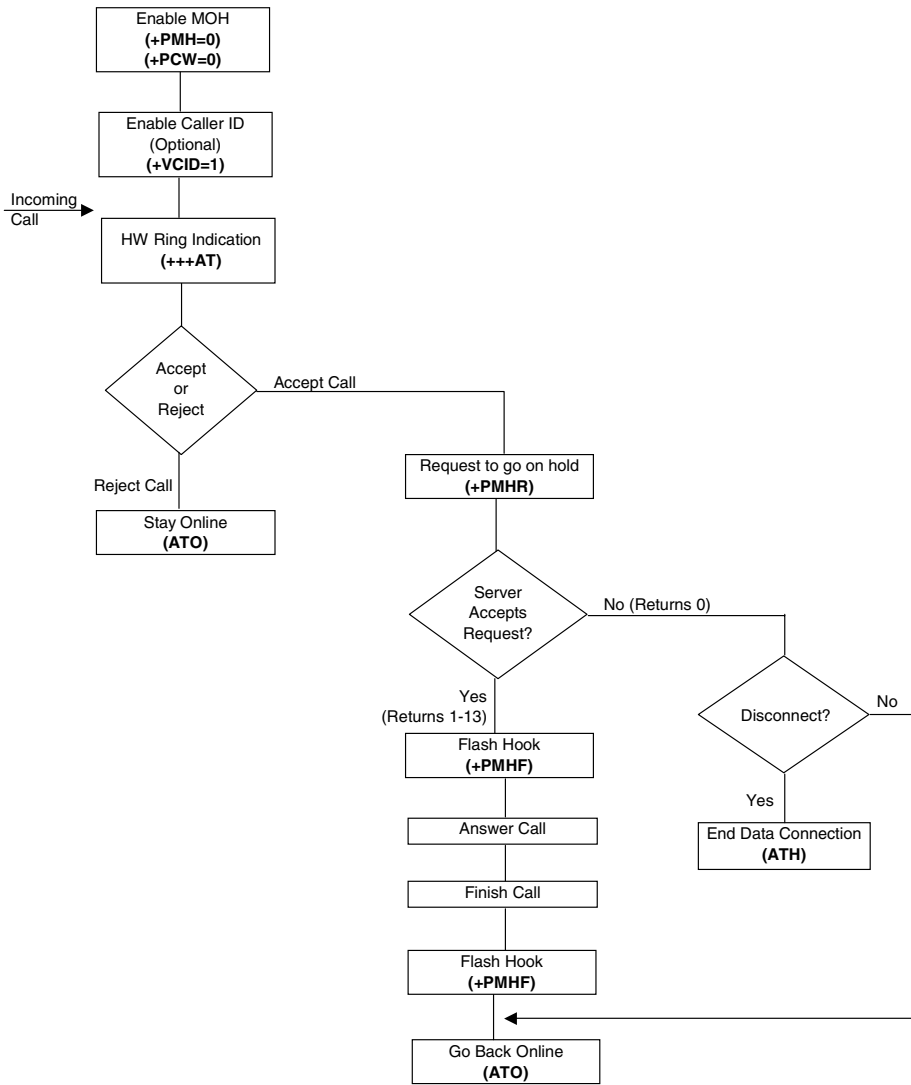 Enable MOH
(+PMH=0)
(+PCW=0)
Enable Caller ID
(Optional)
(+VCID=1)
Incoming
Call
HW Ring Indication
(+++AT)
Accept
or
Reject
Accept Call
Reject Call
Stay Online
(ATO)
Request to go on hold
(+PMHR)
Server
Accepts
Request?
No (Returns 0)
Yes
(Returns 1-13)
Disconnect?
No
Yes
End Data Connection
(ATH)
Flash Hook
(+PMHF)
Answer Call
Finish Call
Flash Hook
(+PMHF)
Go Back Online
(ATO)